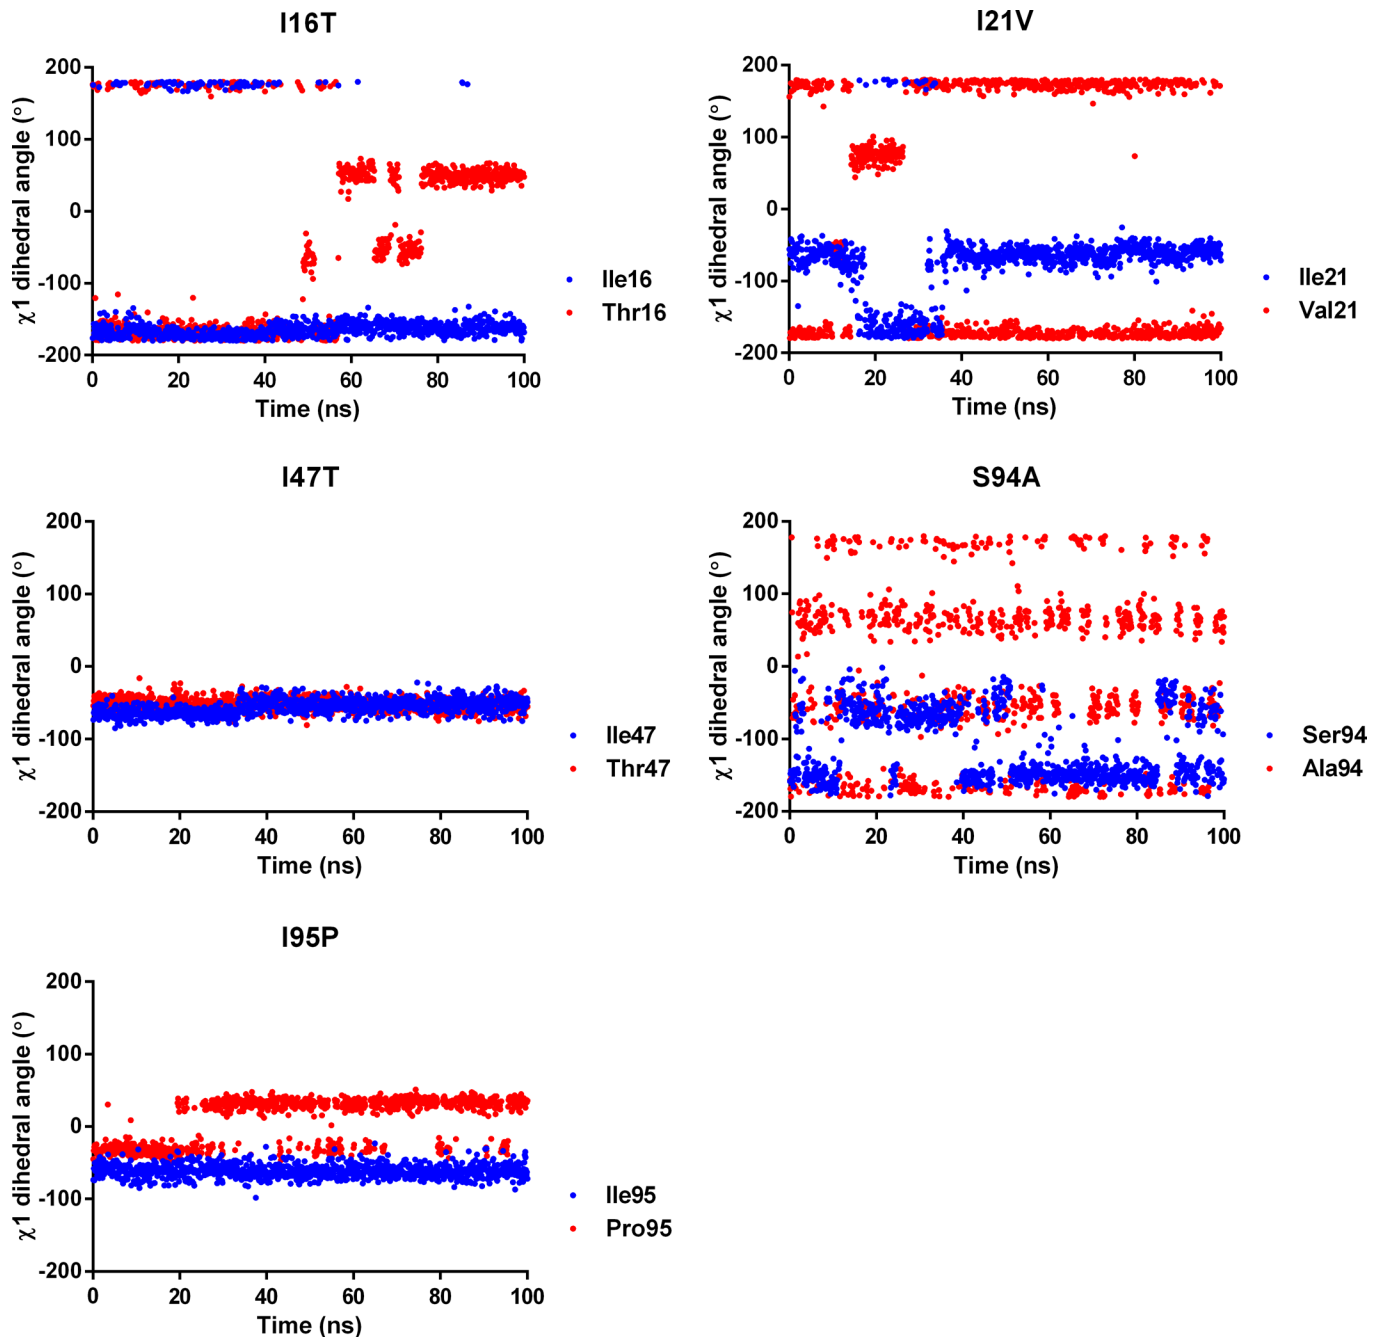 I16T
χ1 dihedral angle (°)
200
100
0
-100
-200
0 20 40 60 80 100
Time (ns)
Ile16
Thr16
I21V
χ1 dihedral angle (°)
200
100
0
-100
-200
0 20 40 60 80 100
Time (ns)
Ile21
Val21
I47T
χ1 dihedral angle (°)
200
100
0
-100
-200
0 20 40 60 80 100
Time (ns)
Ile47
Thr47
S94A
χ1 dihedral angle (°)
200
100
0
-100
-200
0 20 40 60 80 100
Time (ns)
Ser94
Ala94
I95P
χ1 dihedral angle (°)
200
100
0
-100
-200
0 20 40 60 80 100
Time (ns)
Ile95
Pro95